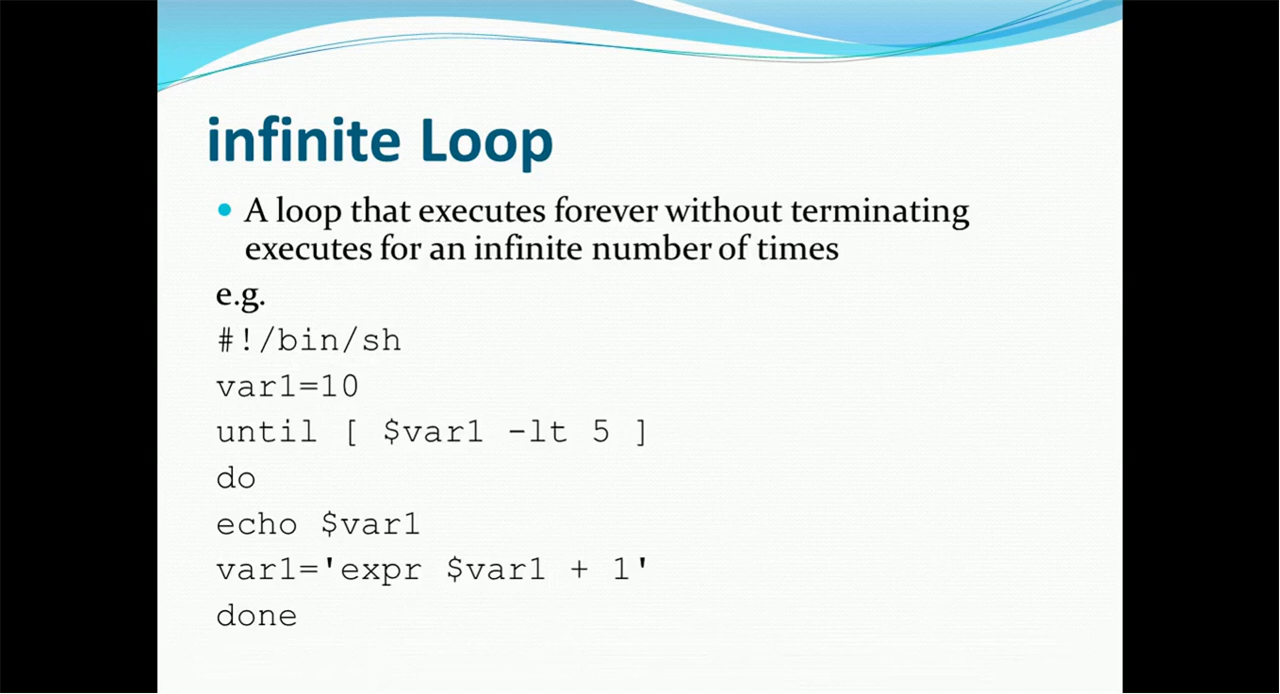 infinite Loop
• A loop that executes forever without terminating
executes for an infinite number of times
e.g.
#!/bin/sh
var1=10
until [ $var1 -lt 5 ]
do
echo $var1
var1='expr $var1 + 1'
done